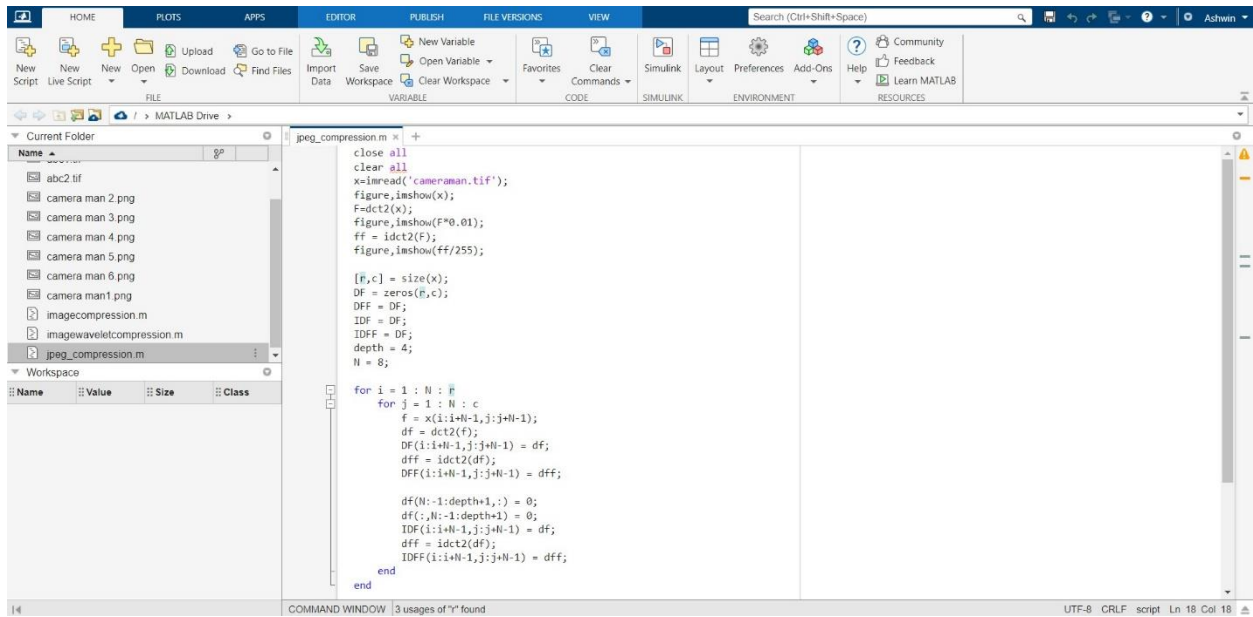 HOME PLOTS APPS EDITOR PUBLISH FILE VERSIONS VIEW Search (Ctrl+Shift+Space) Ashwin
New Script
New Live Script
New
Open
Upload
Download
Go to File
Find Files
FILE
Import Data
Save Workspace
New Variable
Open Variable
Clear Workspace
VARIABLE
Favorites
Clear Commands
CODE
Simulink
SIMULINK
Layout
Preferences
Add-Ons
ENVIRONMENT
Help
Community
Feedback
Learn MATLAB
RESOURCES
/ > MATLAB Drive >
Current Folder
Name
abc2.tif
camera man 2.png
camera man 3.png
camera man 4.png
camera man 5.png
camera man 6.png
camera man1.png
imagecompression.m
imagewaveletcompression.m
jpeg_compression.m
Workspace
Name Value Size Class
jpeg_compression.m × +
close all
clear all
x=imread('cameraman.tif');
figure,imshow(x);
F=dct2(x);
figure,imshow(F*0.01);
ff = idct2(F);
figure,imshow(ff/255);
[r,c] = size(x);
DF = zeros(r,c);
DFF = DF;
IDF = DF;
IDFF = DF;
depth = 4;
N = 8;
for i = 1 : N : r
for j = 1 : N : c
f = x(i:i+N-1,j:j+N-1);
df = dct2(f);
DF(i:i+N-1,j:j+N-1) = df;
dff = idct2(df);
DFF(i:i+N-1,j:j+N-1) = dff;
df(N:-1:depth+1,:) = 0;
df(:,N:-1:depth+1) = 0;
IDF(i:i+N-1,j:j+N-1) = df;
dff = idct2(df);
IDFF(i:i+N-1,j:j+N-1) = dff;
end
end
COMMAND WINDOW 3 usages of "r" found UTF-8 CRLF script Ln 18 Col 18